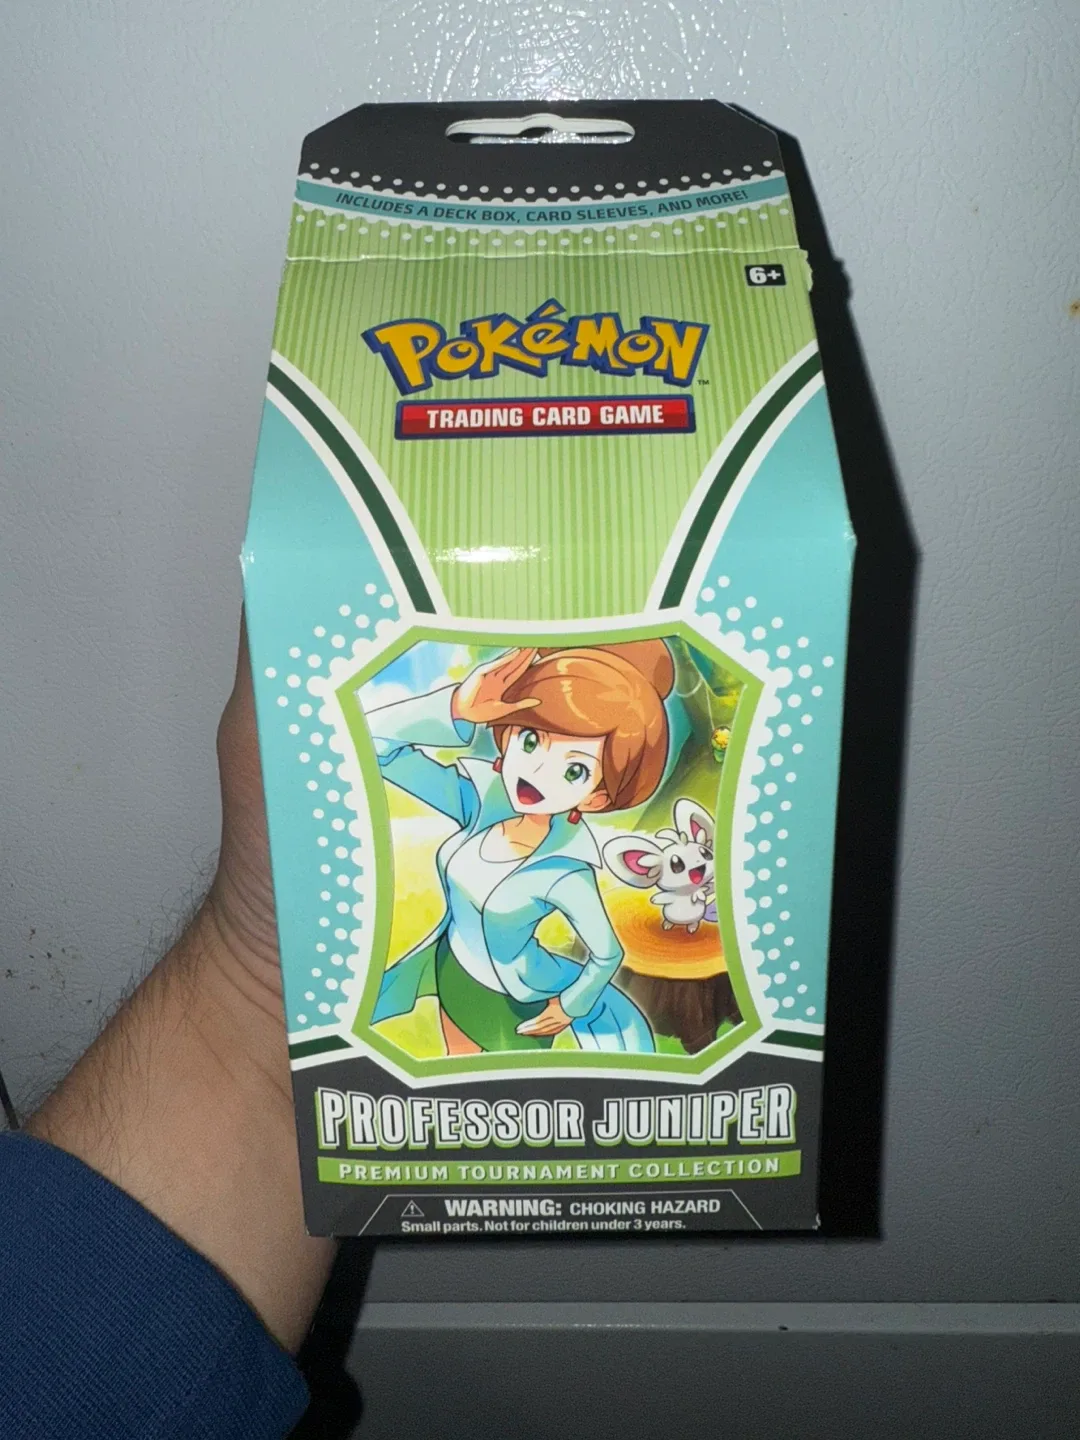 INCLUDES A DECK BOX, CARD SLEEVES, AND MORE!
6+
POKéMON™
TRADING CARD GAME
PROFESSOR JUNIPER
PREMIUM TOURNAMENT COLLECTION
WARNING: CHOKING HAZARD
Small parts. Not for children under 3 years.